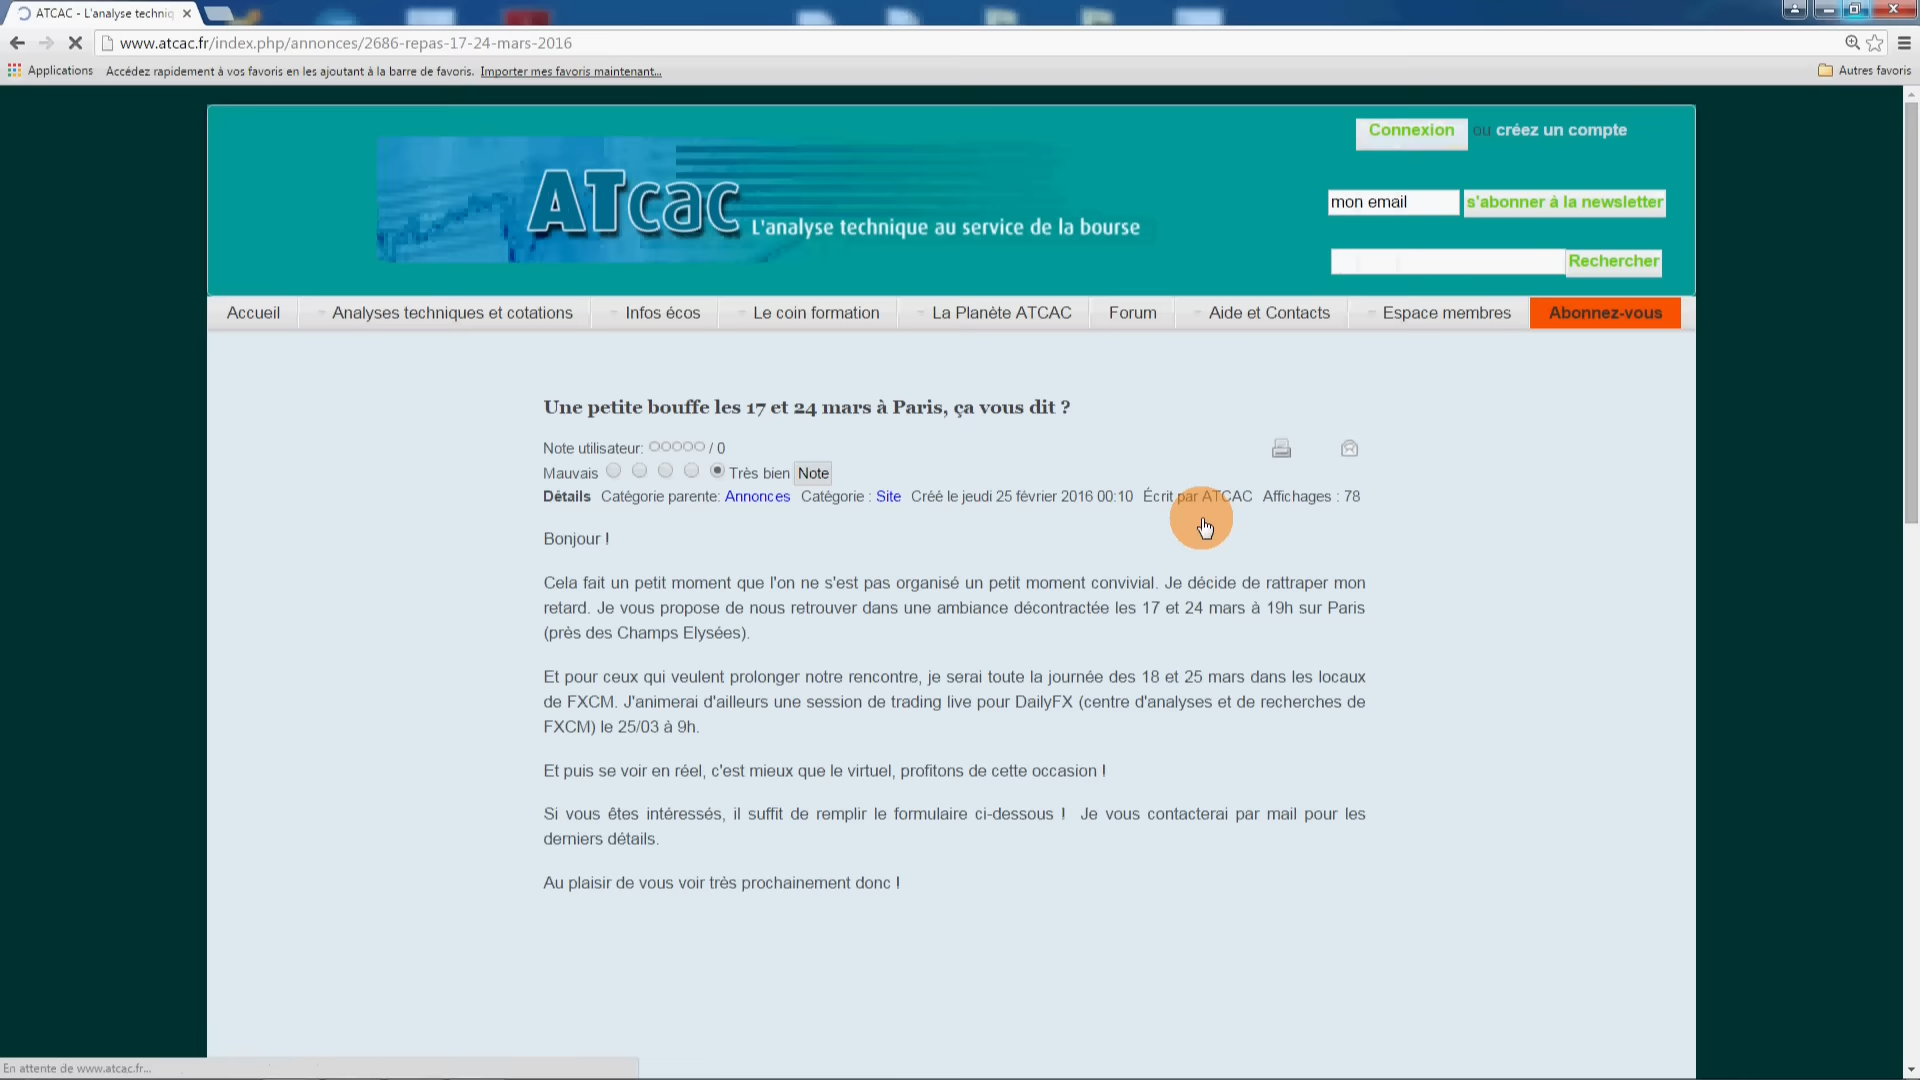 ATCAC - L'analyse techniq
www.atcac.fr/index.php/annonces/2686-repas-17-24-mars-2016
Applications Accédez rapidement à vos favoris en les ajoutant à la barre de favoris. Importer mes favoris maintenant... Autres favoris
Connexion ou créez un compte
ATcac
L'analyse technique au service de la bourse
mon email s'abonner à la newsletter
Rechercher
Accueil Analyses techniques et cotations Infos écos Le coin formation La Planète ATCAC Forum Aide et Contacts Espace membres Abonnez-vous
Une petite bouffe les 17 et 24 mars à Paris, ça vous dit ?
Note utilisateur: / 0
Mauvais Très bien Note
Détails Catégorie parente: Annonces Catégorie : Site Créé le jeudi 25 février 2016 00:10 Écrit par ATCAC Affichages : 78
Bonjour !
Cela fait un petit moment que l'on ne s'est pas organisé un petit moment convivial. Je décide de rattraper mon
retard. Je vous propose de nous retrouver dans une ambiance décontractée les 17 et 24 mars à 19h sur Paris
(près des Champs Elysées).
Et pour ceux qui veulent prolonger notre rencontre, je serai toute la journée des 18 et 25 mars dans les locaux
de FXCM. J'animerai d'ailleurs une session de trading live pour DailyFX (centre d'analyses et de recherches de
FXCM) le 25/03 à 9h.
Et puis se voir en réel, c'est mieux que le virtuel, profitons de cette occasion !
Si vous êtes intéressés, il suffit de remplir le formulaire ci-dessous ! Je vous contacterai par mail pour les
derniers détails.
Au plaisir de vous voir très prochainement donc !
En attente de www.atcac.fr...